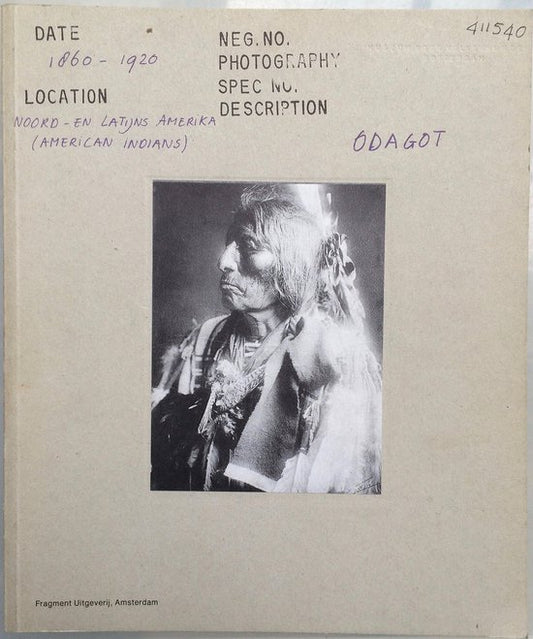 411540
DATE
1860 - 1920
NEG.NO.
PHOTOGRAPHY
SPEC NO.
DESCRIPTION
LOCATION
NOORD - EN LATIJNS AMERIKA
(AMERICAN INDIANS)
ODAGOT
Fragment Uitgeverij, Amsterdam